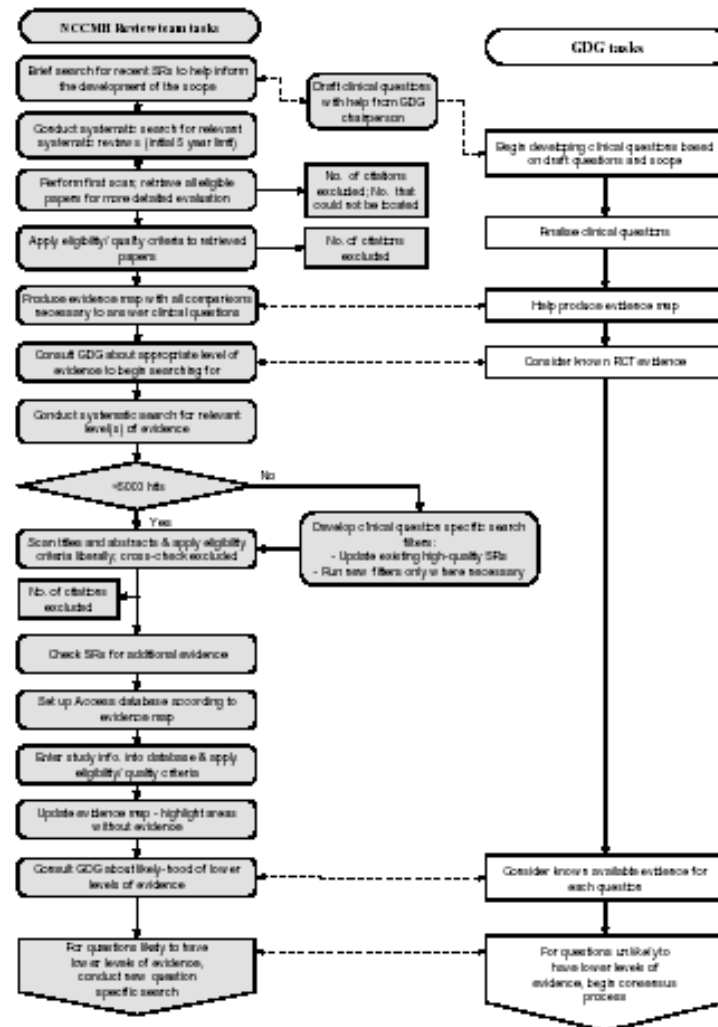 NCCMH Review team tasks
GDG tasks
Brief search for recent SRs to help inform
the development of the scope
Draft clinical questions
with help from GDG
chairperson
Conduct systematic search for relevant
systematic reviews (initial 5 year limit)
Begin developing clinical questions based
on draft questions and scope
Perform first scan; retrieve all eligible
papers for more detailed evaluation
No. of citations
excluded; No. that
could not be located
Apply eligibility/ quality criteria to retrieved
papers
No. of citations
excluded
Finalise clinical questions
Produce evidence map with all comparisons
necessary to answer clinical questions
Help produce evidence map
Consult GDG about appropriate level of
evidence to begin searching for
Consider known RCT evidence
Conduct systematic search for relevant
level(s) of evidence
<5000 hits
No
Yes
Develop clinical question specific search
filters:
- Update existing high-quality SRs
- Run new filters only where necessary
Scan titles and abstracts & apply eligibility
criteria liberally; cross-check excluded
No. of citations
excluded
Check SRs for additional evidence
Set up Access database according to
evidence map
Enter study info. into database & apply
eligibility/ quality criteria
Update evidence map - highlight areas
without evidence
Consult GDG about likely-hood of lower
levels of evidence
Consider known available evidence for
each question
For questions likely to have
lower levels of evidence,
conduct new question
specific search
For questions unlikely to
have lower levels of
evidence, begin consensus
process